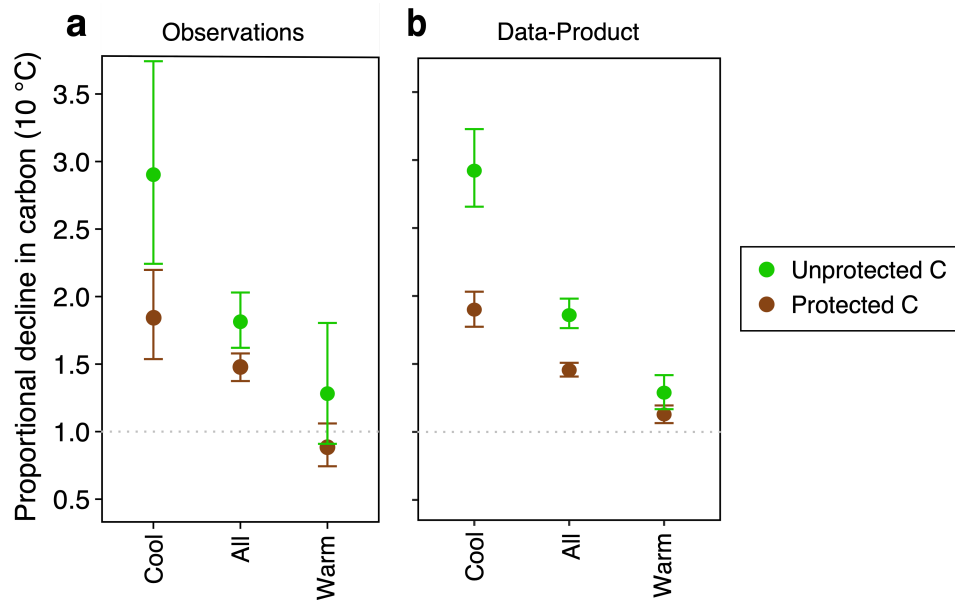 a
Observations
b
Data-Product
Proportional decline in carbon (10 °C)
3.5
3.0
2.5
2.0
1.5
1.0
0.5
Cool
All
Warm
Cool
All
Warm
Unprotected C
Protected C